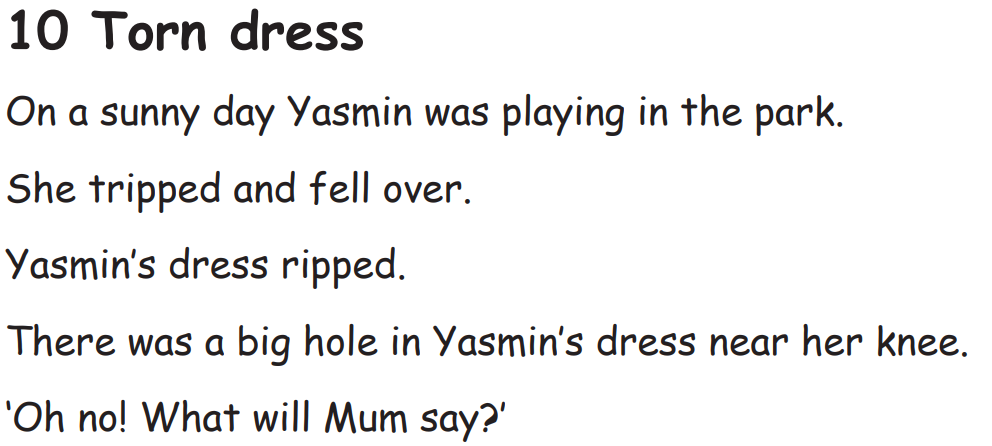 10 Torn dress
On a sunny day Yasmin was playing in the park.
She tripped and fell over.
Yasmin’s dress ripped.
There was a big hole in Yasmin’s dress near her knee.
‘Oh no! What will Mum say?’